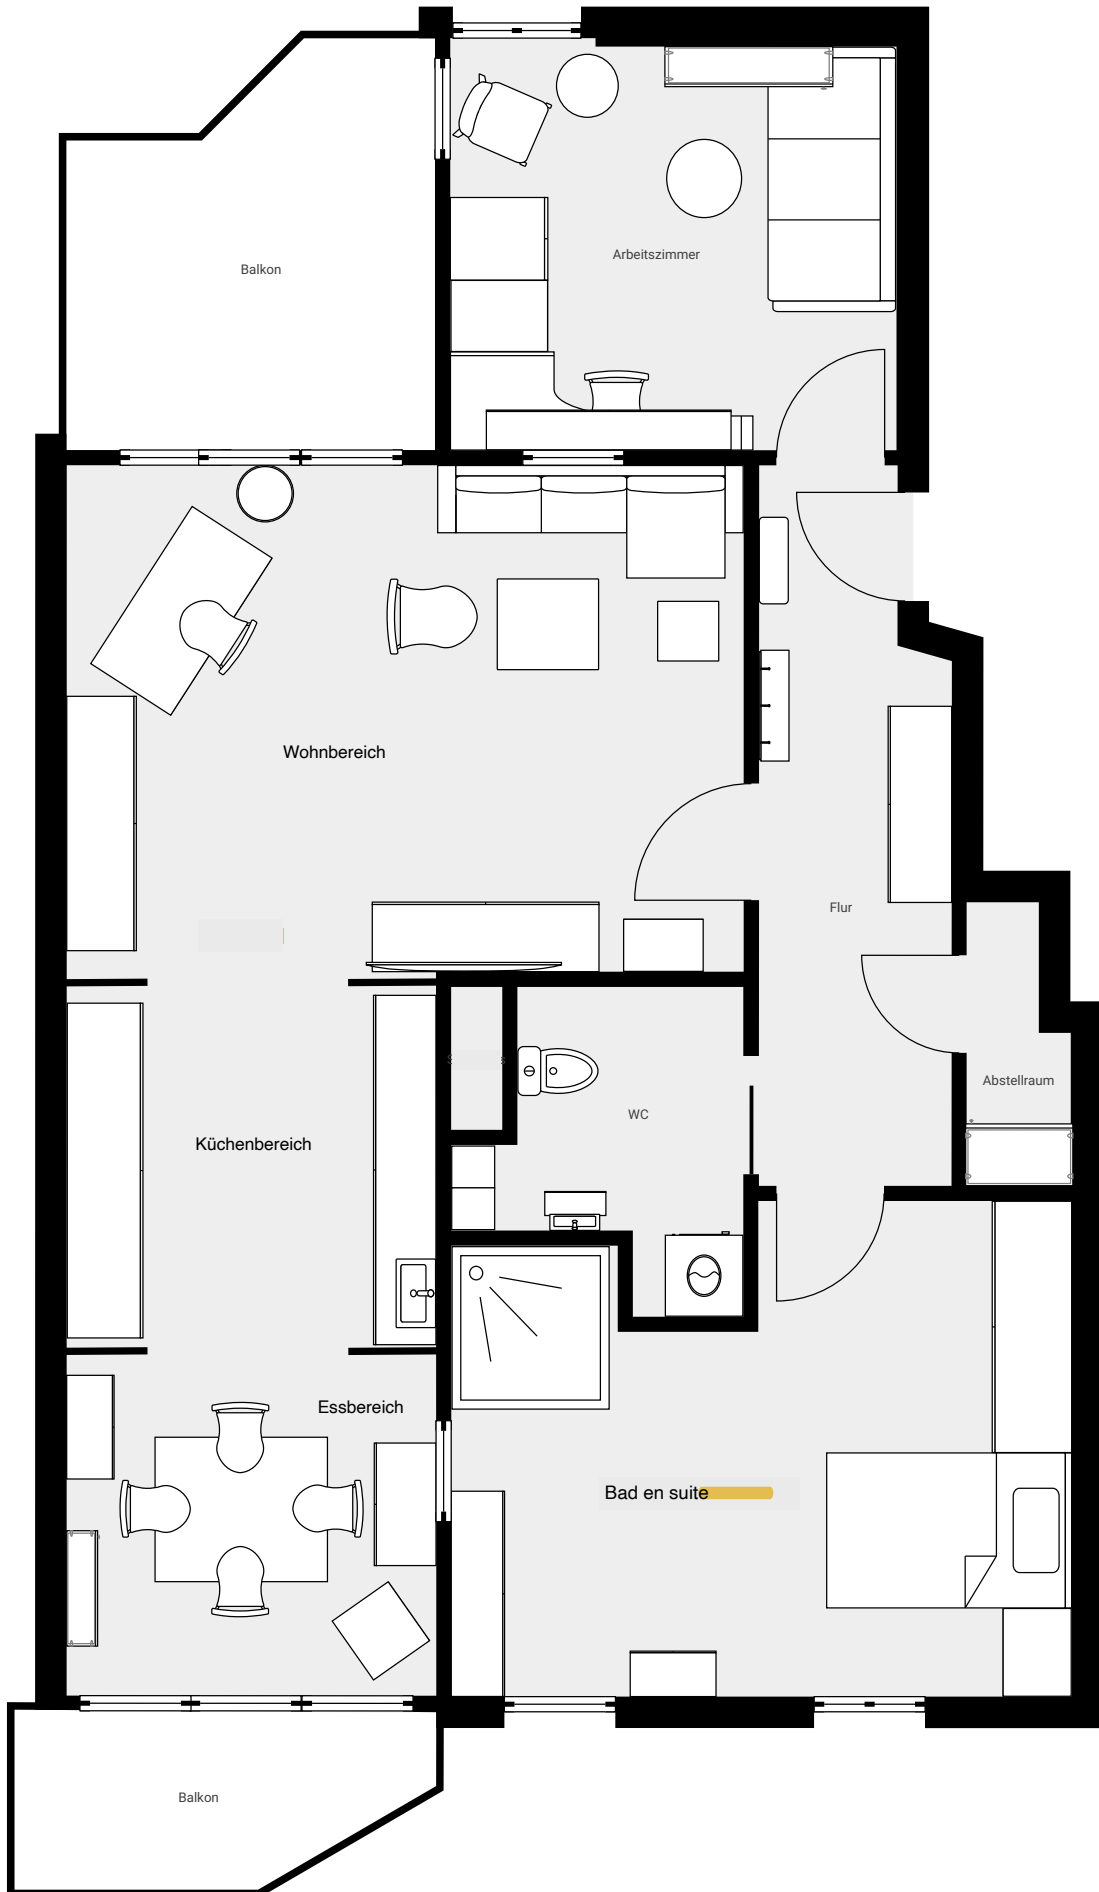 Balkon
Arbeitszimmer
Wohnbereich
Flur
Abstellraum
WC
Küchenbereich
Essbereich
Bad en suite
Balkon